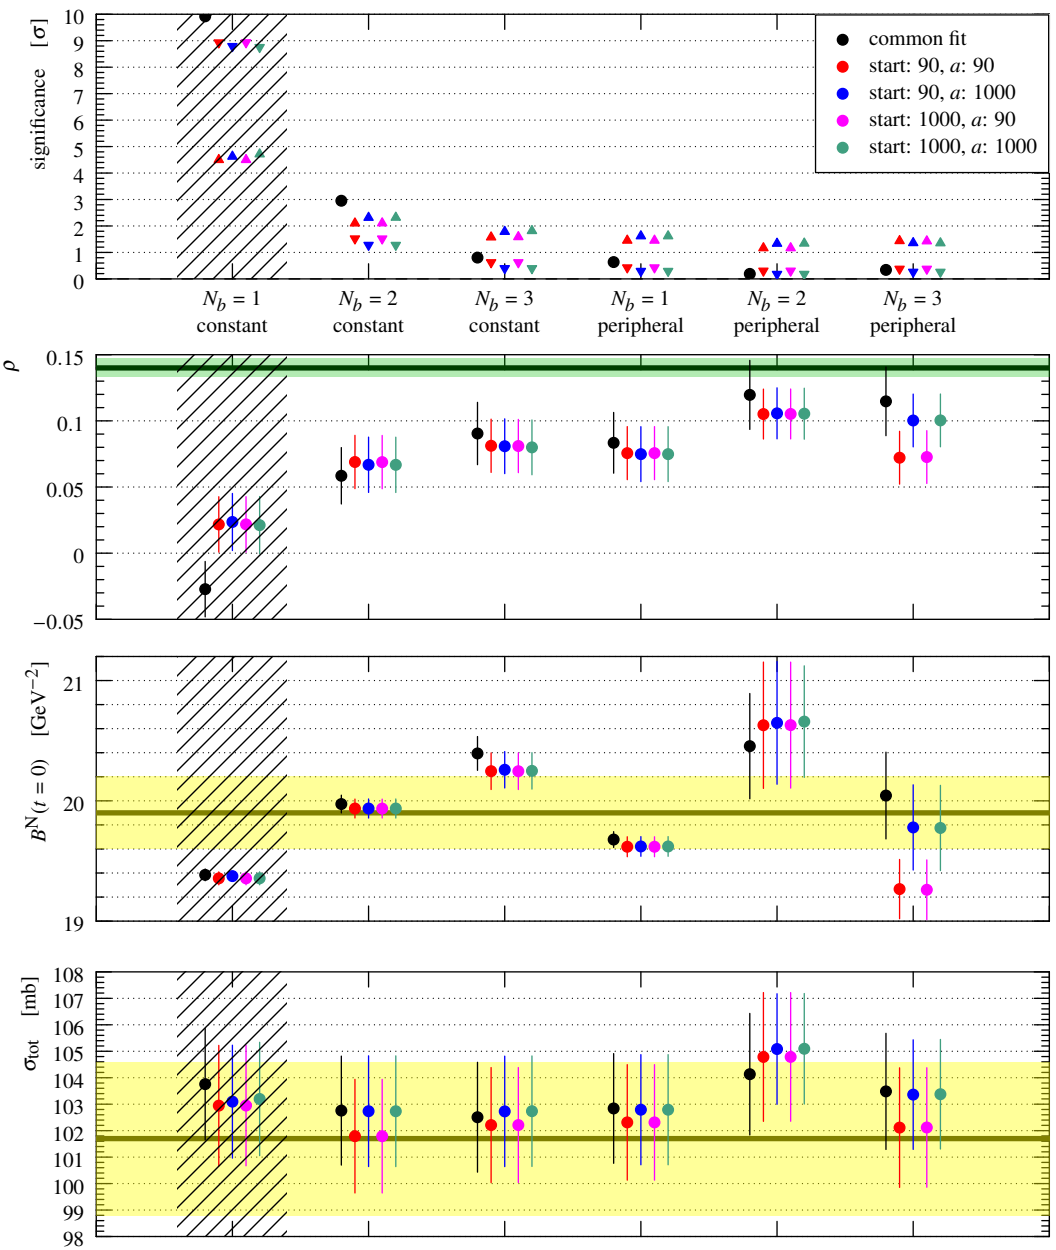 significance [σ]
10
9
8
7
6
5
4
3
2
1
0
common fit
start: 90, a: 90
start: 90, a: 1000
start: 1000, a: 90
start: 1000, a: 1000
N_b = 1 constant
N_b = 2 constant
N_b = 3 constant
N_b = 1 peripheral
N_b = 2 peripheral
N_b = 3 peripheral
ρ
0.15
0.1
0.05
0
−0.05
B^N(t = 0) [GeV^−2]
21
20
19
σ_tot [mb]
108
107
106
105
104
103
102
101
100
99
98